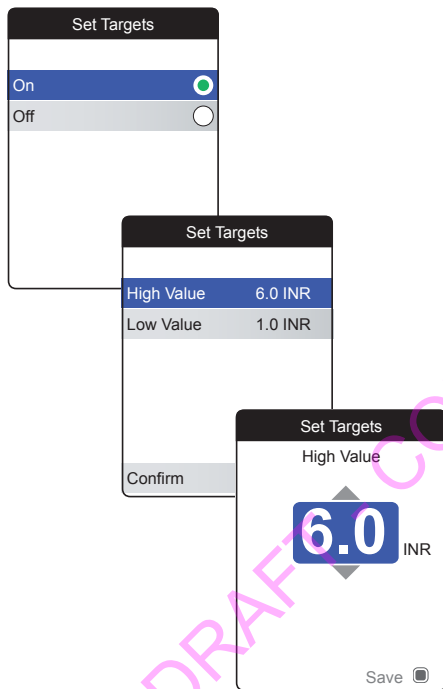 Set Targets
On
Off
Set Targets
High Value 6.0 INR
Low Value 1.0 INR
Confirm
Set Targets
High Value
6.0 INR
Save
DRAFT - CO